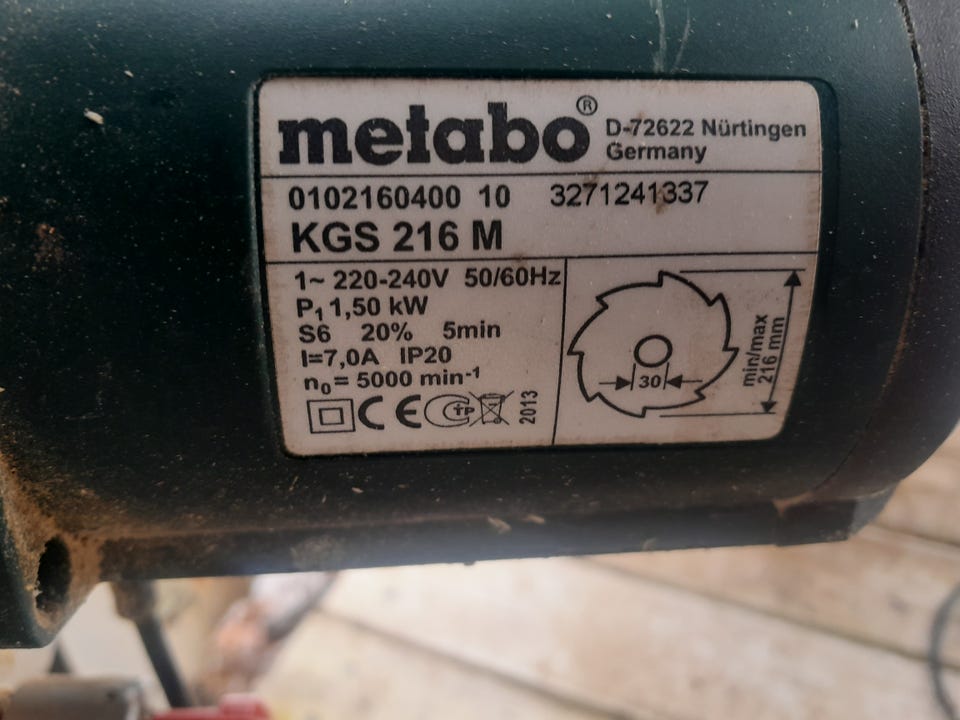 metabo® D-72622 Nürtingen
Germany
0102160400 10 3271241337
KGS 216 M
1~ 220-240V 50/60Hz
P₁ 1,50 kW
S6 20% 5min
I=7,0A IP20
n₀ = 5000 min⁻¹
CE 2013
30
min/max
216 mm